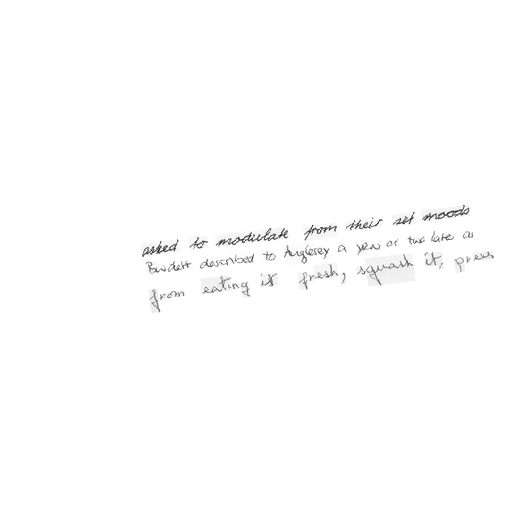 asked to modulate from their set moods
Burdett described to Anglesey a year or two late as
from eating it fresh, squash it, press